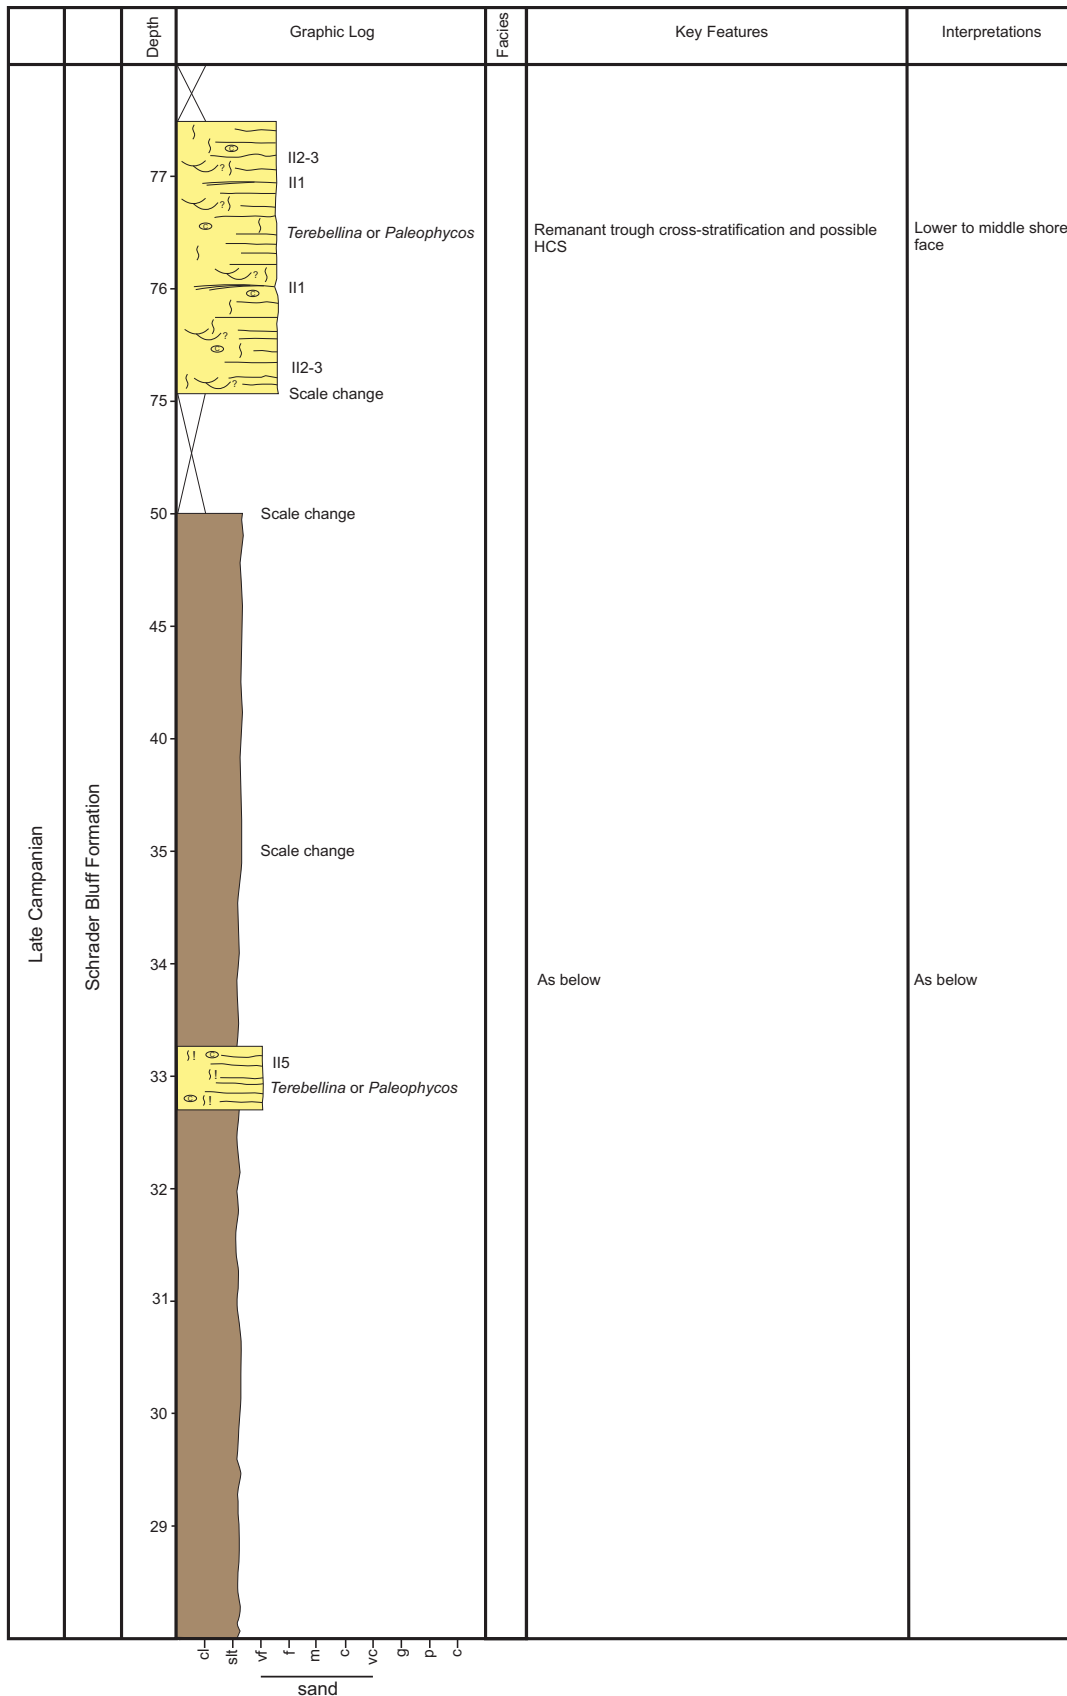 Depth
Graphic Log
Facies
Key Features
Interpretations
II2-3
77
II1
Terebellina or Paleophycos
Remanant trough cross-stratification and possible
HCS
Lower to middle shore
face
76
II1
II2-3
Scale change
75
50
Scale change
45
40
35
Scale change
Late Campanian
Schrader Bluff Formation
34
As below
As below
II5
33
Terebellina or Paleophycos
32
31
30
29
cl
slt
vf
f
m
c
vc
g
p
c
sand